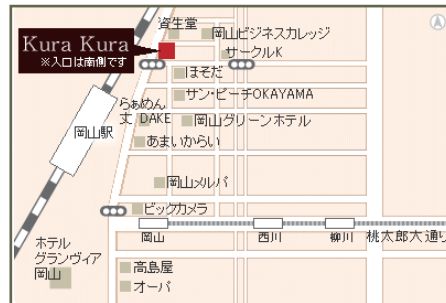 資生堂
岡山ビジネスカレッジ
Kura Kura
※入口は南側です
サークルK
ほそだ
サン・ピーチOKAYAMA
らぁめん
丈 DAKE
岡山グリーンホテル
岡山駅
あまいからい
岡山メルパ
ビックカメラ
岡山
西川
柳川
桃太郎大通り
ホテル
グランヴィア
岡山
高島屋
オーパ